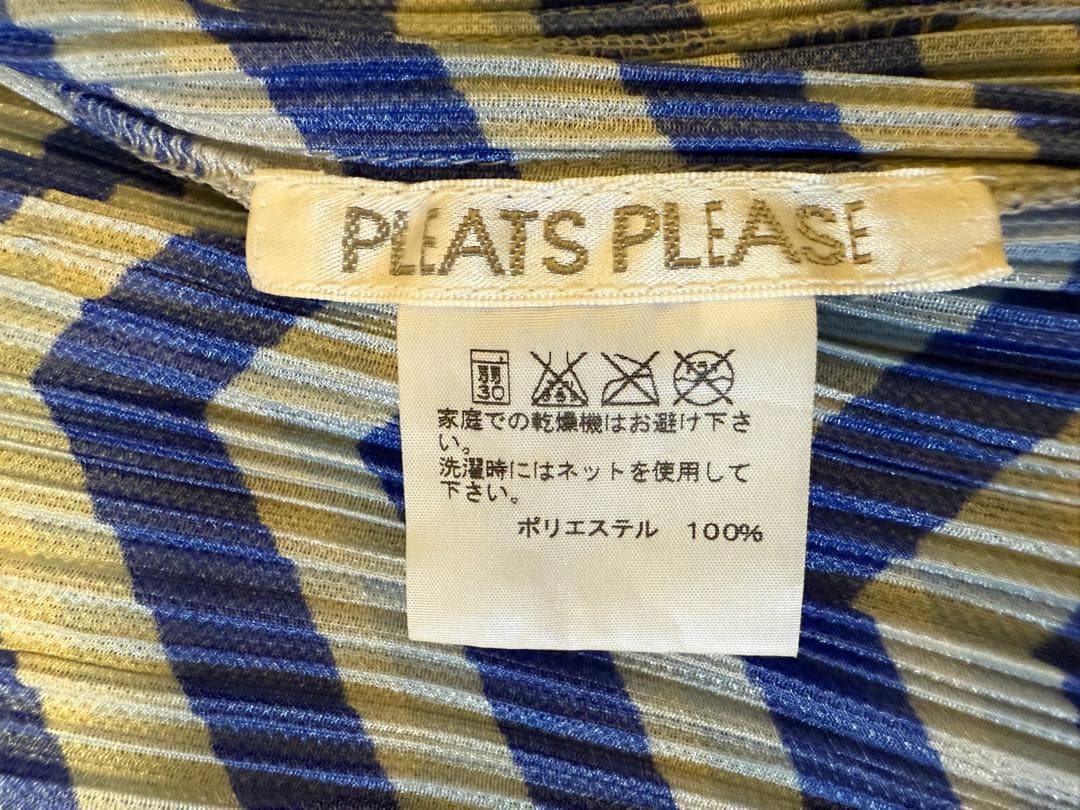 PLEATS PLEASE
弱
30
家庭での乾燥機はお避け下さ
い。
洗濯時にはネットを使用して
下さい。
ポリエステル 100%